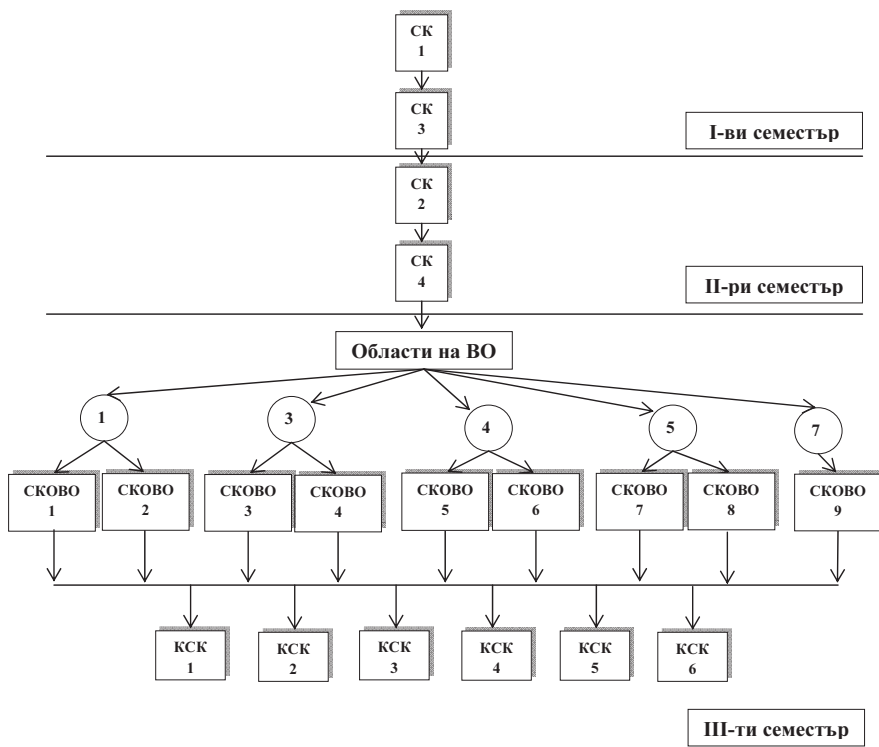 СК
1
СК
3
I-ви семестър
СК
2
СК
4
II-ри семестър
Области на ВО
1
3
4
5
7
СКОВО
1
СКОВО
2
СКОВО
3
СКОВО
4
СКОВО
5
СКОВО
6
СКОВО
7
СКОВО
8
СКОВО
9
КСК
1
КСК
2
КСК
3
КСК
4
КСК
5
КСК
6
III-ти семестър